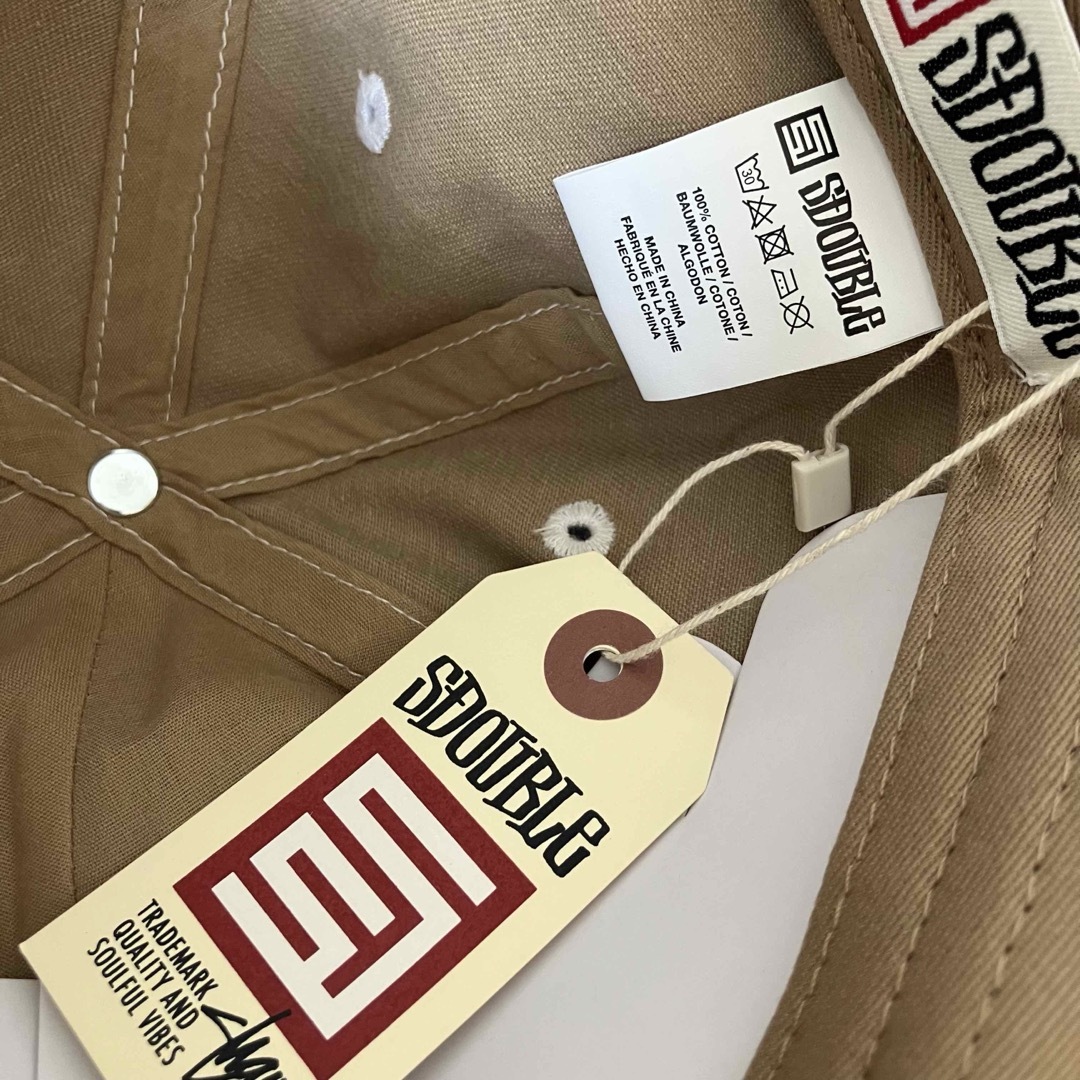 SDOUBLE
30
100% COTTON / COTON /
BAUMWOLLE / COTONE /
ALGODON
MADE IN CHINA
FABRIQUÉ EN LA CHINE
HECHO EN CHINA
SDOUBLE
SDOUBLE
TRADEMARK
QUALITY AND
SOULFUL VIBES